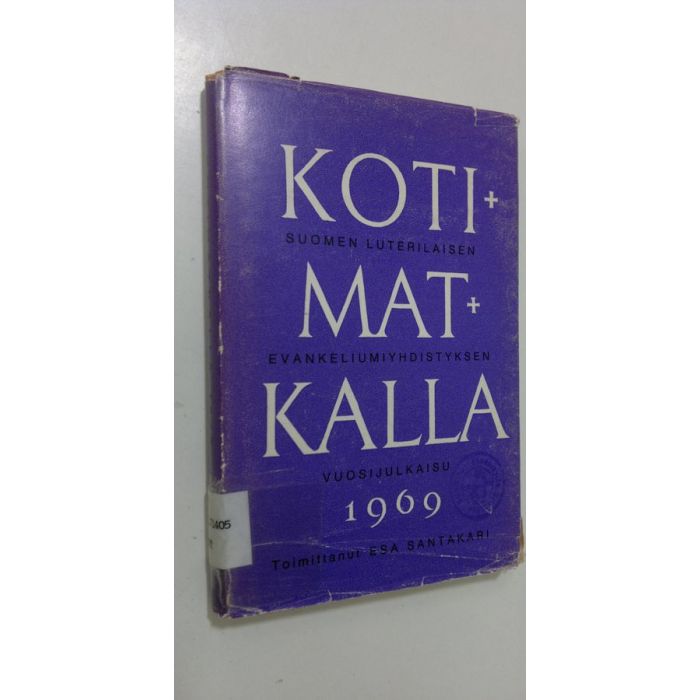 KOTI+
SUOMEN LUTERILAISEN
MAT+
EVANKELIUMIYHDISTYKSEN
KALLA
VUOSIJULKAISU
1969
Toimittanut ESA SANTAKARI